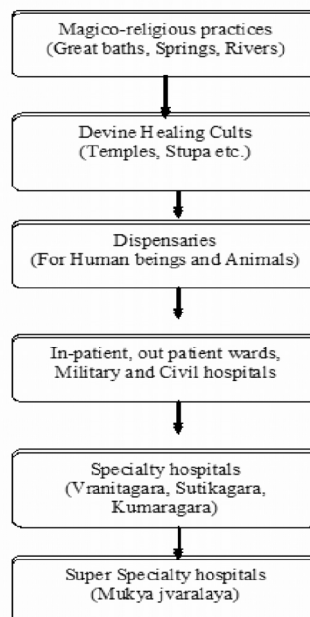 Magico-religious practices
(Great baths, Springs, Rivers)
Devine Healing Cults
(Temples, Stupa etc.)
Dispensaries
(For Human beings and Animals)
In-patient, out patient wards,
Military and Civil hospitals
Specialty hospitals
(Vranitagara, Sutikagara,
Kumaragara)
Super Specialty hospitals
(Mukya jvaralaya)